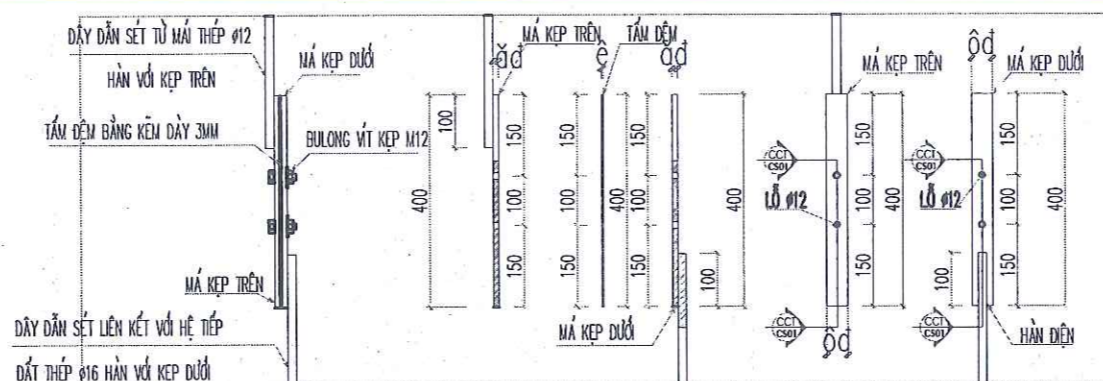 DÂY DẪN SÉT TỪ MÁI THÉP ø12
HÀN VỚI KẸP TRÊN
TẤM ĐỆM BẰNG KẼM DÀY 3MM
MÁ KẸP DƯỚI
BULONG VÍT KẸP M12
MÁ KẸP TRÊN
DÂY DẪN SÉT LIÊN KẾT VỚI HỆ TIẾP
ĐẤT THÉP ø16 HÀN VỚI KẸP DƯỚI
MÁ KẸP TRÊN
ăđ
400
100
150
100
150
TẤM ĐỆM
ê
150
100
150
400
ăđ
150
100
150
400
100
MÁ KẸP DƯỚI
MÁ KẸP TRÊN
CCT
CS01
LỖ ø12
150
100
150
400
CCT
CS01
ôđ
ôđ
MÁ KẸP DƯỚI
CCT
CS01
LỖ ø12
150
100
150
400
100
CCT
CS01
HÀN ĐIỆN